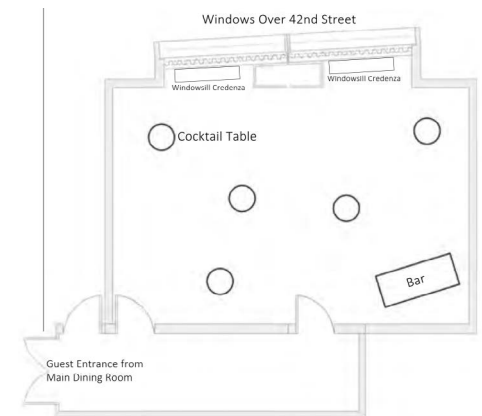 Windows Over 42nd Street
Windowsill Credenza
Windowsill Credenza
Cocktail Table
Bar
Guest Entrance from
Main Dining Room